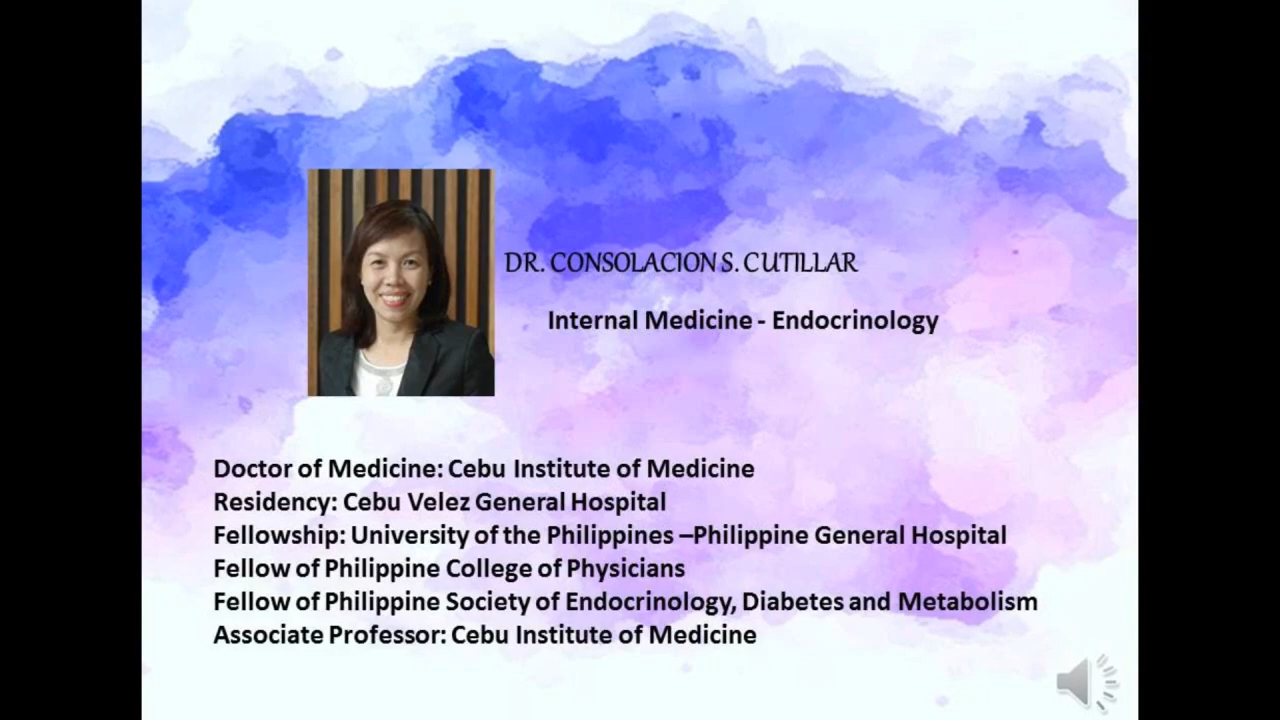 DR. CONSOLACION S. CUTILLAR
Internal Medicine - Endocrinology
Doctor of Medicine: Cebu Institute of Medicine
Residency: Cebu Velez General Hospital
Fellowship: University of the Philippines –Philippine General Hospital
Fellow of Philippine College of Physicians
Fellow of Philippine Society of Endocrinology, Diabetes and Metabolism
Associate Professor: Cebu Institute of Medicine